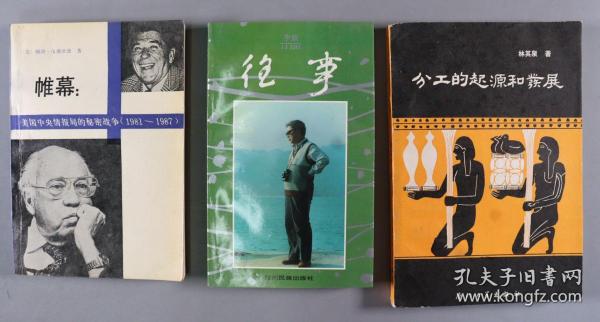 帷幕：
美国中央情报局的秘密战争（1981～1987）
往事
林英泉 著
分工的起源和发展
孔夫子旧书网
www.kongfz.com